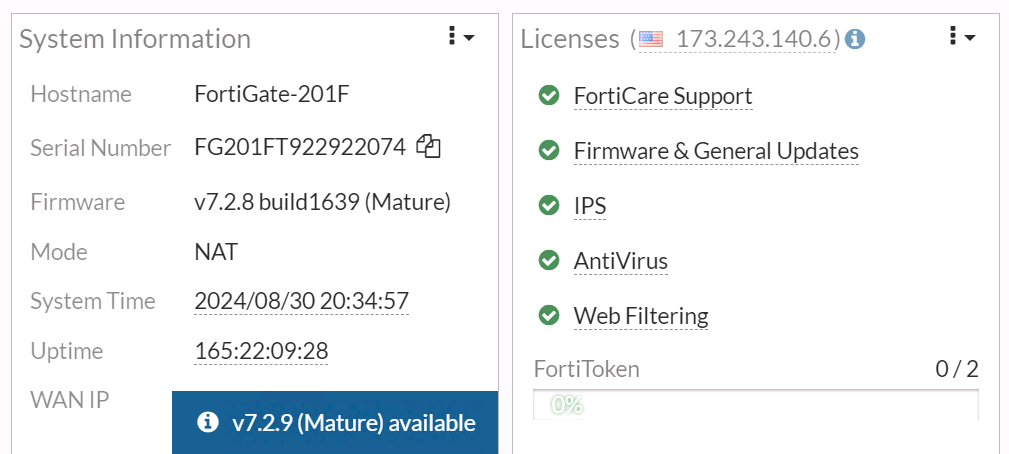 System Information
Hostname FortiGate-201F
Serial Number FG201FT922922074
Firmware v7.2.8 build1639 (Mature)
Mode NAT
System Time 2024/08/30 20:34:57
Uptime 165:22:09:28
WAN IP
v7.2.9 (Mature) available
Licenses (173.243.140.6)
FortiCare Support
Firmware & General Updates
IPS
AntiVirus
Web Filtering
FortiToken 0 / 2
0%